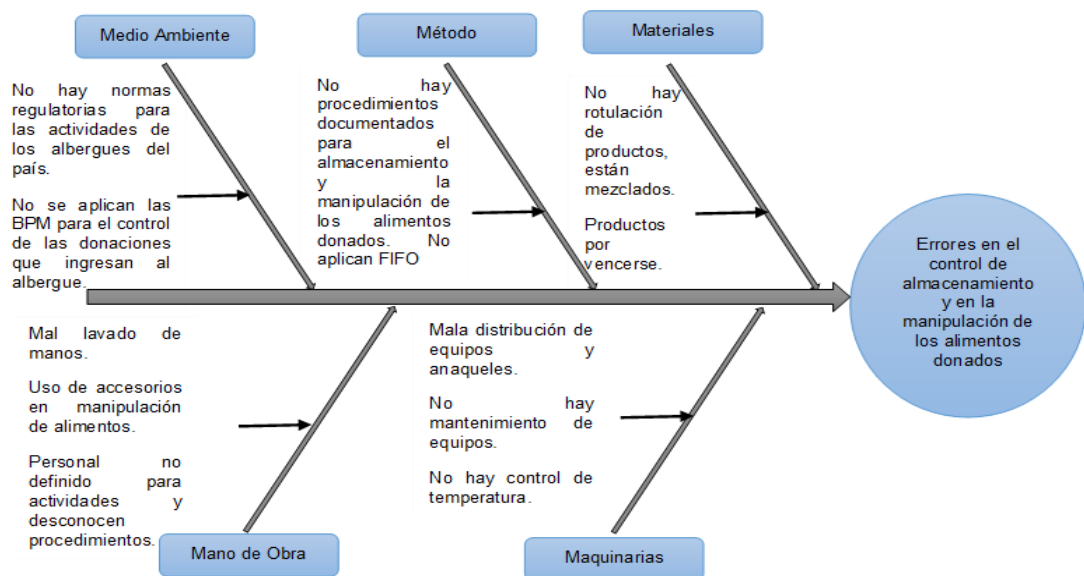 Medio Ambiente
Método
Materiales
No hay normas
regulatorias para
las actividades de
los albergues del
país.
No se aplican las
BPM para el control
de las donaciones
que ingresan al
albergue.
No hay
procedimientos
documentados
para el
almacenamiento
y la
manipulación de
los alimentos
donados. No
aplican FIFO
No hay
rotulación
de
productos,
están
mezclados.
Productos
por
vencerse.
Errores en el
control de
almacenamiento
y en la
manipulación de
los alimentos
donados
Mal lavado de
manos.
Uso de accesorios
en manipulación
de alimentos.
Personal no
definido para
actividades y
desconocen
procedimientos.
Mala distribución de
equipos y
anaqueles.
No hay
mantenimiento de
equipos.
No hay control de
temperatura.
Mano de Obra
Maquinarias